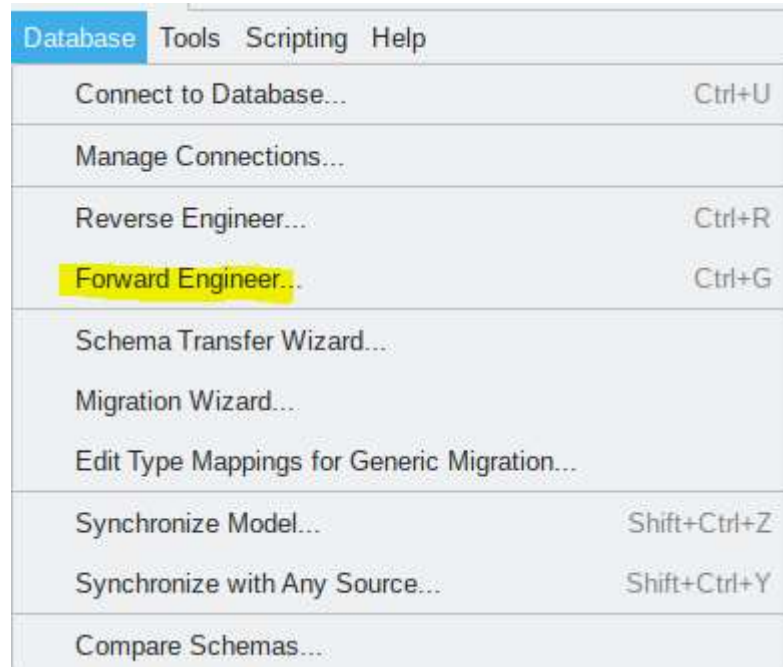 Database Tools Scripting Help
Connect to Database... Ctrl+U
Manage Connections...
Reverse Engineer... Ctrl+R
Forward Engineer... Ctrl+G
Schema Transfer Wizard...
Migration Wizard...
Edit Type Mappings for Generic Migration...
Synchronize Model... Shift+Ctrl+Z
Synchronize with Any Source... Shift+Ctrl+Y
Compare Schemas...